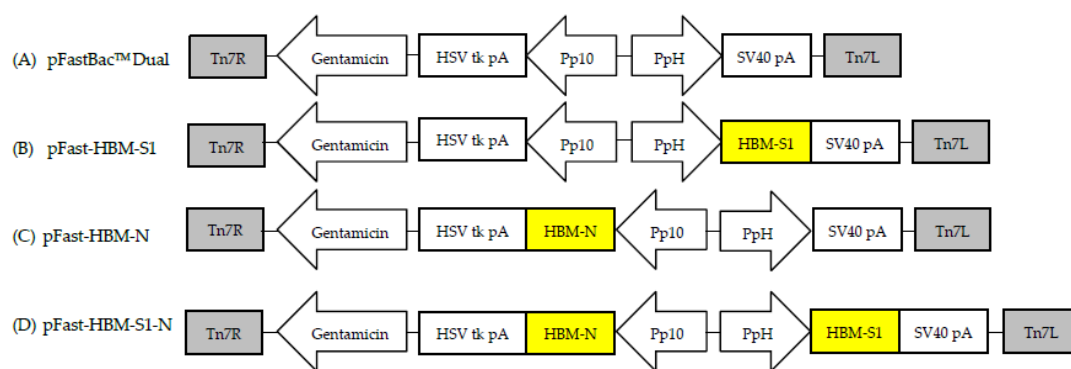 (A) pFastBac™ Dual Tn7R Gentamicin HSV tk pA Pp10 PpH SV40 pA Tn7L
(B) pFast-HBM-S1 Tn7R Gentamicin HSV tk pA Pp10 PpH HBM-S1 SV40 pA Tn7L
(C) pFast-HBM-N Tn7R Gentamicin HSV tk pA HBM-N Pp10 PpH SV40 pA Tn7L
(D) pFast-HBM-S1-N Tn7R Gentamicin HSV tk pA HBM-N Pp10 PpH HBM-S1 SV40 pA Tn7L